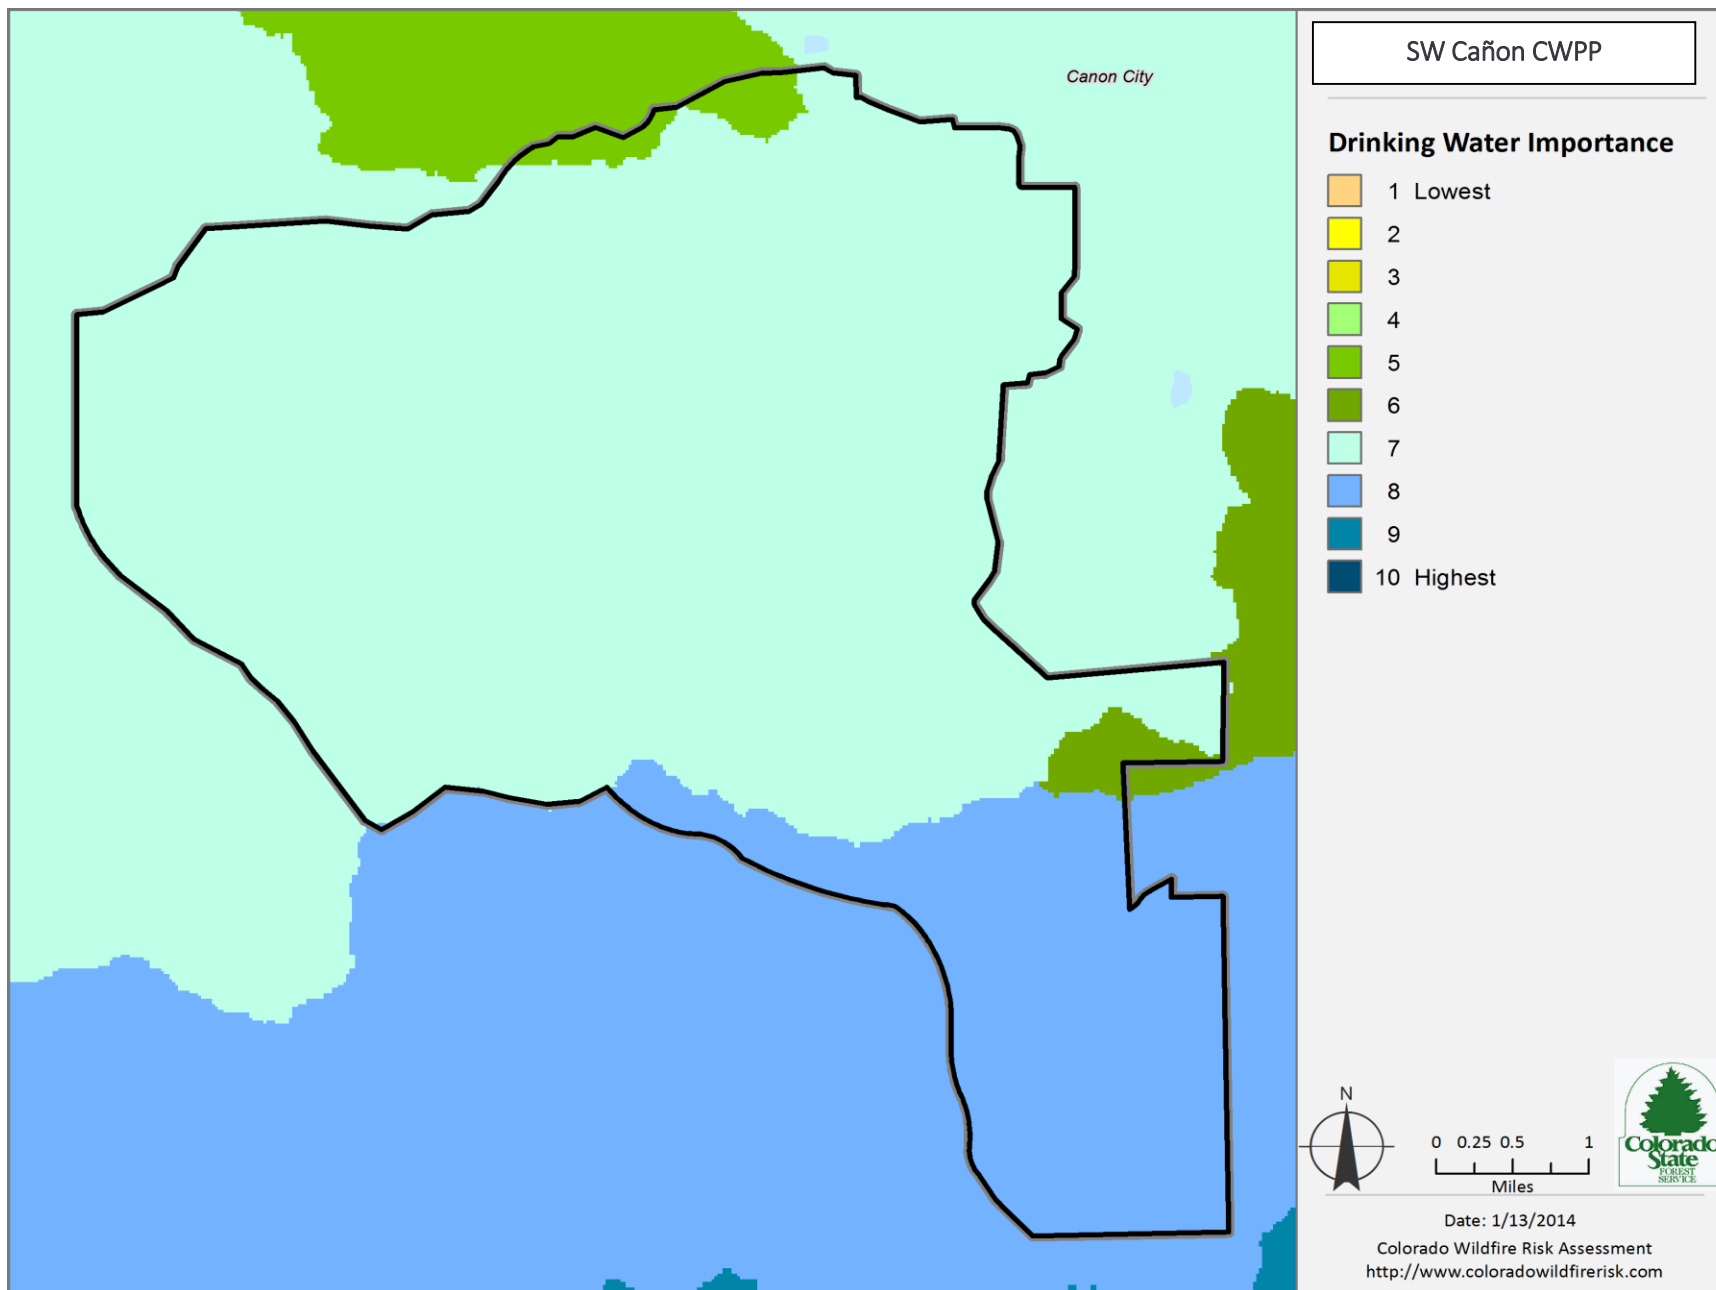 SW Cañon CWPP
Canon City
Drinking Water Importance
1 Lowest
2
3
4
5
6
7
8
9
10 Highest
N
0 0.25 0.5 1
Miles
Colorado
State
FOREST
SERVICE
Date: 1/13/2014
Colorado Wildfire Risk Assessment
http://www.coloradowildfirerisk.com